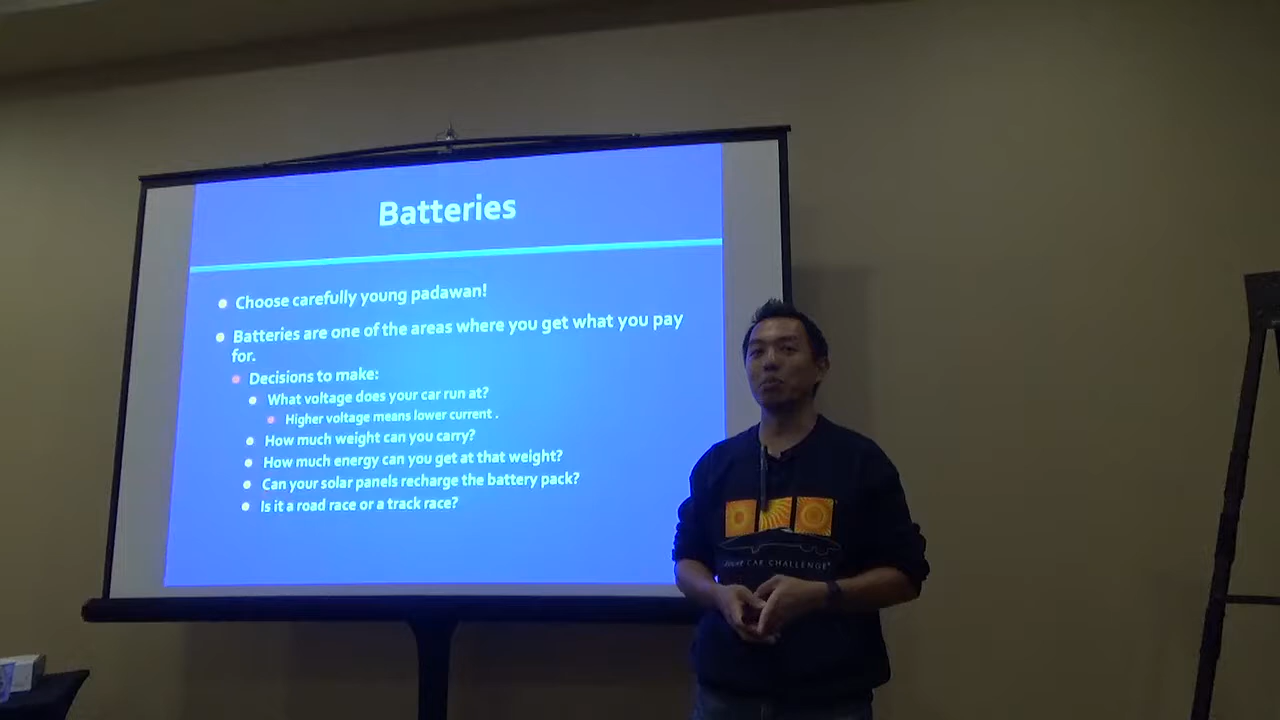 Batteries
Choose carefully young padawan!
Batteries are one of the areas where you get what you pay
for.
Decisions to make:
What voltage does your car run at?
Higher voltage means lower current .
How much weight can you carry?
How much energy can you get at that weight?
Can your solar panels recharge the battery pack?
Is it a road race or a track race?
SOLAR CAR CHALLENGE